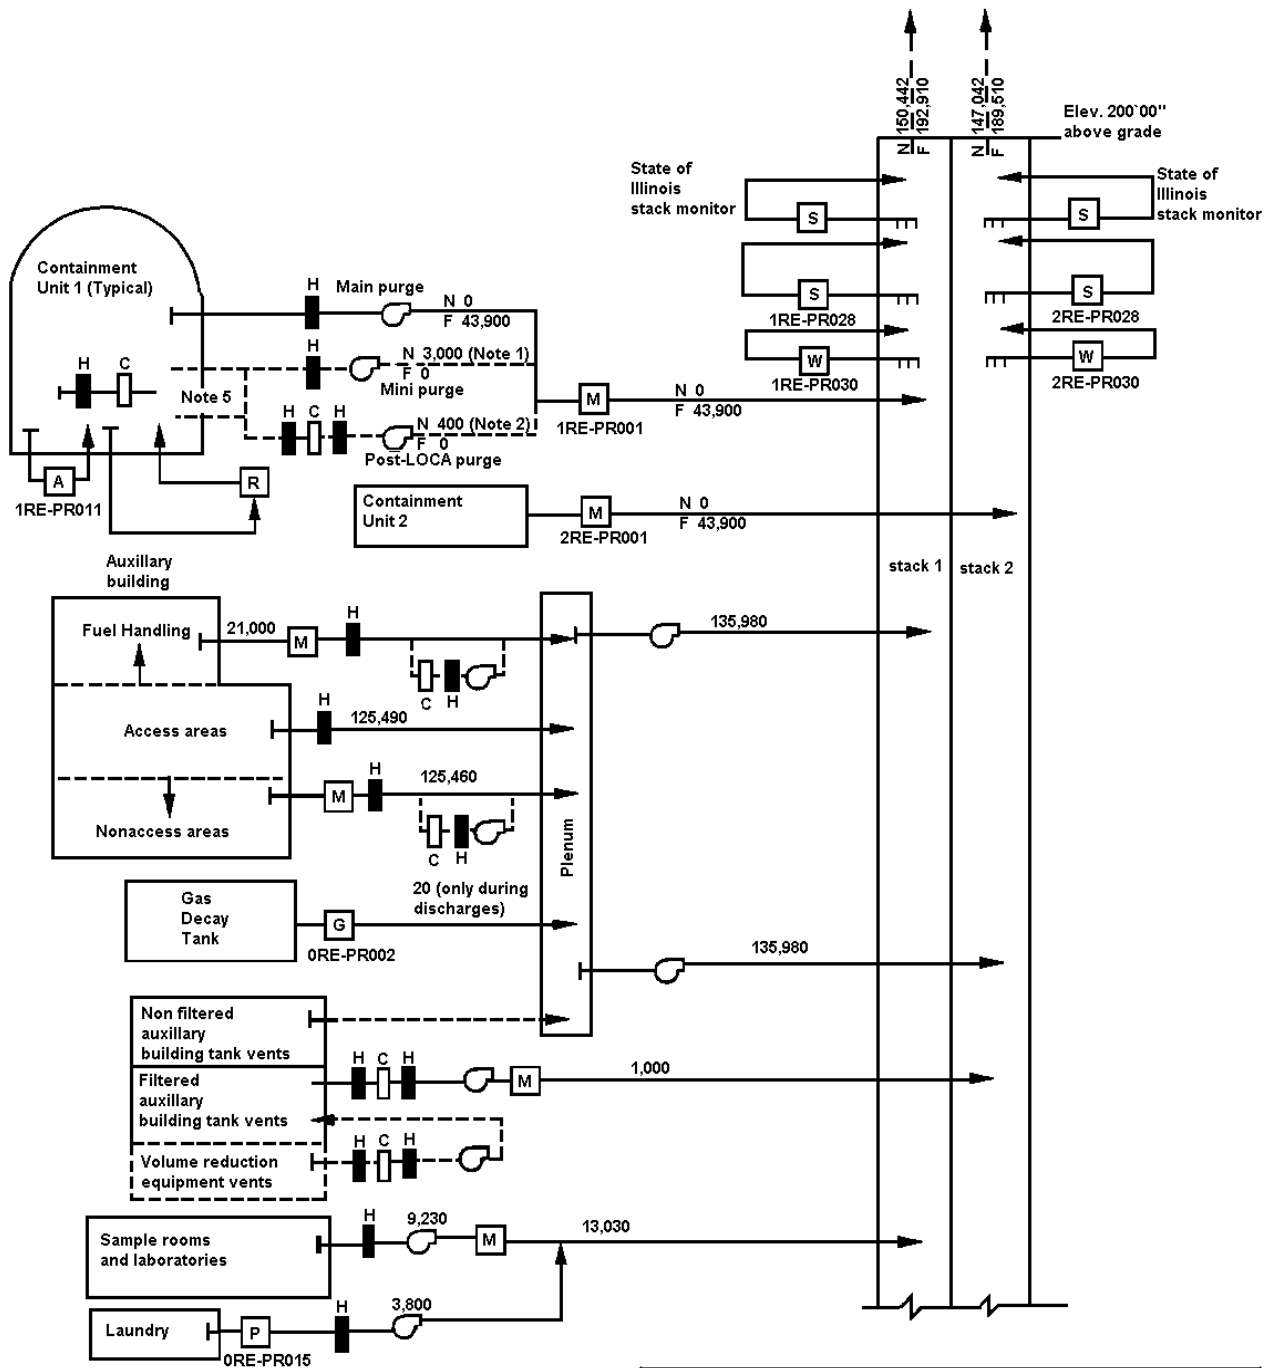 N 150,442
F 192,910
N 147,042
F 189,510
Elev. 200`00"
above grade
State of
Illinois
stack monitor
State of
Illinois
stack monitor
S
S
S
1RE-PR028
S
2RE-PR028
W
1RE-PR030
W
2RE-PR030
Containment
Unit 1 (Typical)
H
Main purge
N 0
F 43,900
H
N 3,000 (Note 1)
F 0
Mini purge
H
C
Note 5
H
C
H
N 400 (Note 2)
F 0
Post-LOCA purge
M
1RE-PR001
N 0
F 43,900
A
1RE-PR011
R
Containment
Unit 2
M
2RE-PR001
N 0
F 43,900
stack 1
stack 2
Auxillary
building
Fuel Handling
21,000
M
H
C
H
135,980
Access areas
H
125,490
Nonaccess areas
M
H
125,460
C
H
Plenum
Gas
Decay
Tank
G
0RE-PR002
20 (only during
discharges)
135,980
Non filtered
auxillary
building tank vents
Filtered
auxillary
building tank vents
H
C
H
M
1,000
Volume reduction
equipment vents
H
C
H
Sample rooms
and laboratories
H
9,230
M
13,030
Laundry
P
0RE-PR015
H
3,800